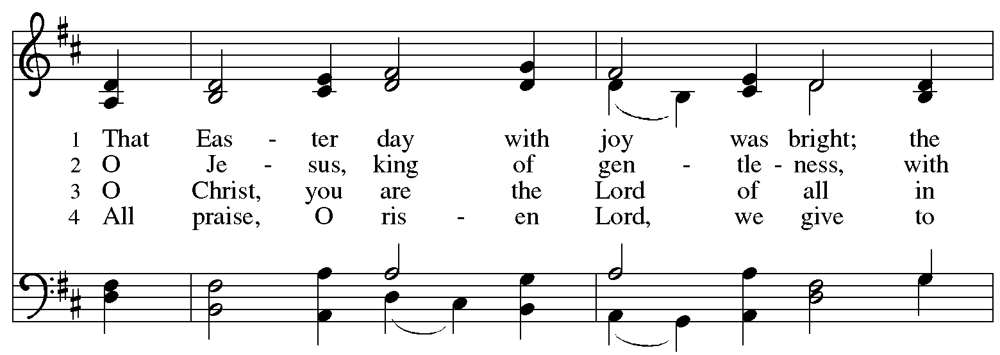 1 That Eas - ter day with joy was bright; the
2 O Je - sus, king of gen - tle - ness, with
3 O Christ, you are the Lord of all in
4 All praise, O ris - en Lord, we give to